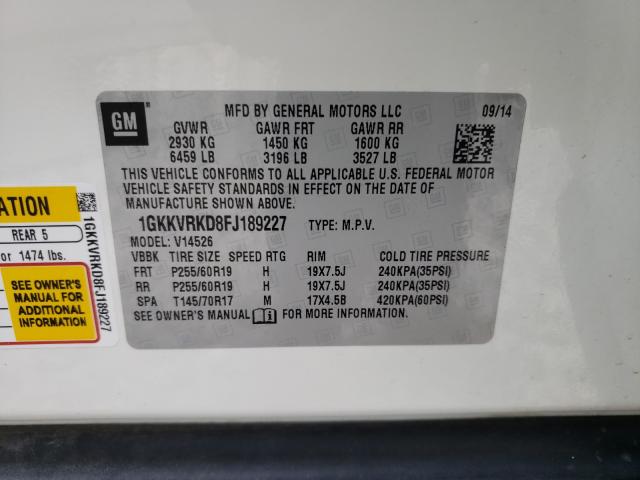 GM
MFD BY GENERAL MOTORS LLC 09/14
GVWR GAWR FRT GAWR RR
2930 KG 1450 KG 1600 KG
6459 LB 3196 LB 3527 LB
THIS VEHICLE CONFORMS TO ALL APPLICABLE U.S. FEDERAL MOTOR
VEHICLE SAFETY STANDARDS IN EFFECT ON THE DATE OF
MANUFACTURE SHOWN ABOVE.
1GKKVRKD8FJ189227 TYPE: M.P.V.
MODEL: V14526
VBBK TIRE SIZE SPEED RTG RIM COLD TIRE PRESSURE
FRT P255/60R19 H 19X7.5J 240KPA(35PSI)
RR P255/60R19 H 19X7.5J 240KPA(35PSI)
SPA T145/70R17 M 17X4.5B 420KPA(60PSI)
SEE OWNER'S MANUAL FOR MORE INFORMATION
ATION
REAR 5
or 1474 lbs.
SEE OWNER'S
MANUAL FOR
ADDITIONAL
INFORMATION
1GKKVRKD8FJ189227